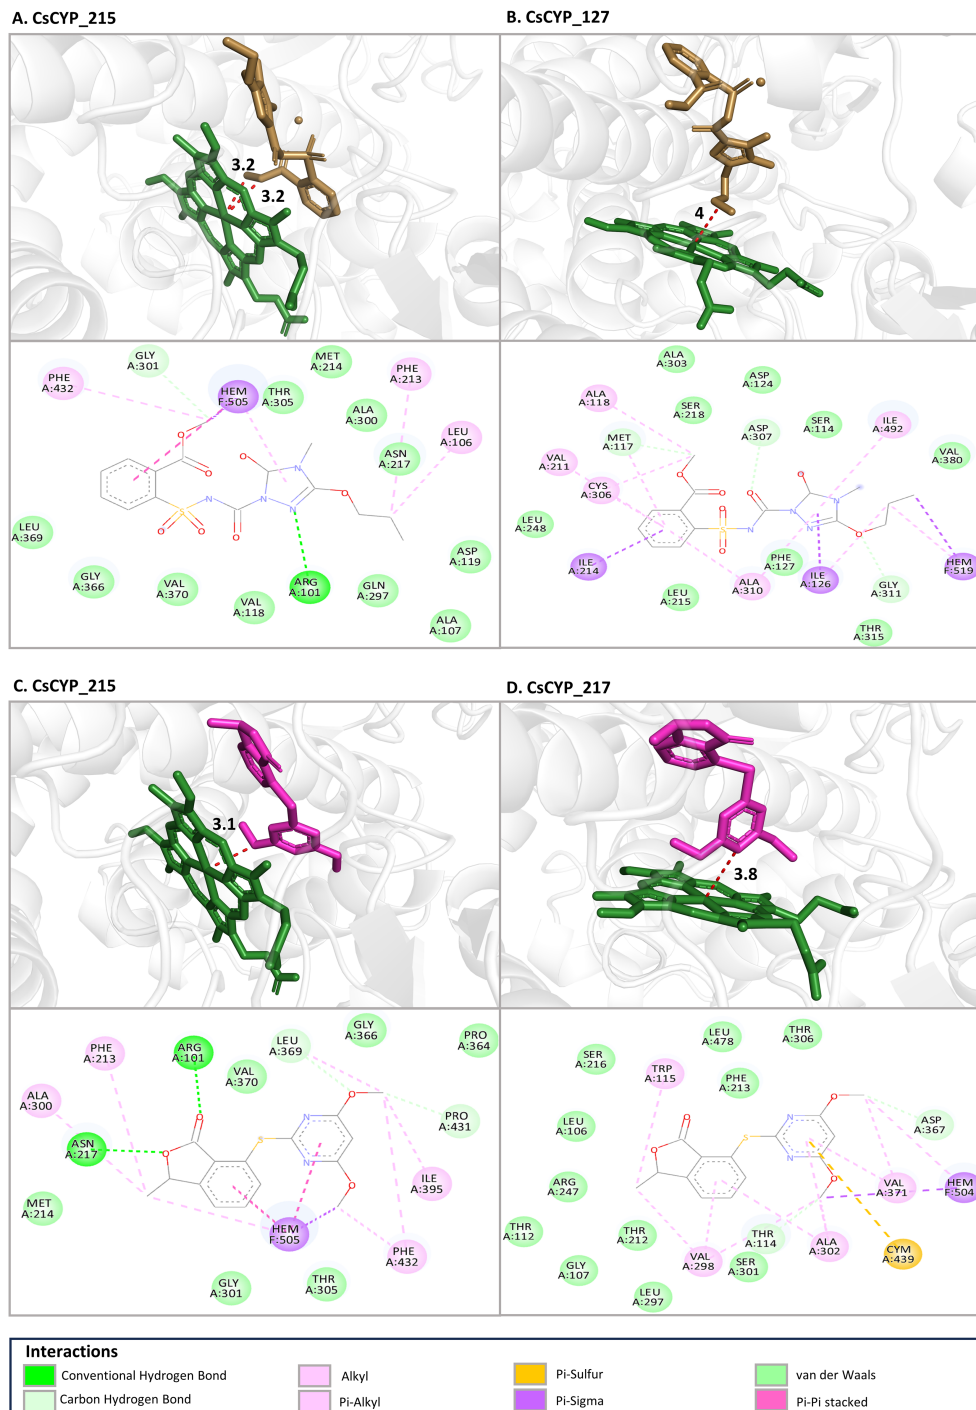 A. CsCYP_215
B. CsCYP_127
3.2
3.2
4
GLY
A:301
PHE
A:432
HEM
F:505
MET
A:214
THR
A:305
PHE
A:213
ALA
A:300
LEU
A:106
ASN
A:217
O
O
O
N
N
N
N
O
S
O
O
O
LEU
A:369
GLY
A:366
VAL
A:370
VAL
A:118
ARG
A:101
GLN
A:297
ASP
A:119
ALA
A:107
ALA
A:303
ASP
A:124
ALA
A:118
SER
A:218
ASP
A:307
SER
A:114
ILE
A:492
MET
A:117
VAL
A:211
CYS
A:306
VAL
A:380
LEU
A:248
ILE
A:214
LEU
A:215
ALA
A:310
PHE
A:127
ILE
A:126
GLY
A:311
HEM
F:519
THR
A:315
O
O
O
O
O
N
N
N
N
O
S
O
C. CsCYP_215
D. CsCYP_217
3.1
3.8
PHE
A:213
ARG
A:101
LEU
A:369
GLY
A:366
PRO
A:364
VAL
A:370
ALA
A:300
PRO
A:431
ASN
A:217
ILE
A:395
MET
A:214
HEM
F:505
PHE
A:432
GLY
A:301
THR
A:305
O
O
S
N
N
O
O
SER
A:216
LEU
A:478
THR
A:306
TRP
A:115
PHE
A:213
LEU
A:106
ASP
A:367
ARG
A:247
VAL
A:371
HEM
F:504
THR
A:112
THR
A:212
THR
A:114
ALA
A:302
CYM
A:439
GLY
A:107
VAL
A:298
SER
A:301
LEU
A:297
O
O
S
N
N
O
O
Interactions
Conventional Hydrogen Bond
Alkyl
Pi-Sulfur
van der Waals
Carbon Hydrogen Bond
Pi-Alkyl
Pi-Sigma
Pi-Pi stacked